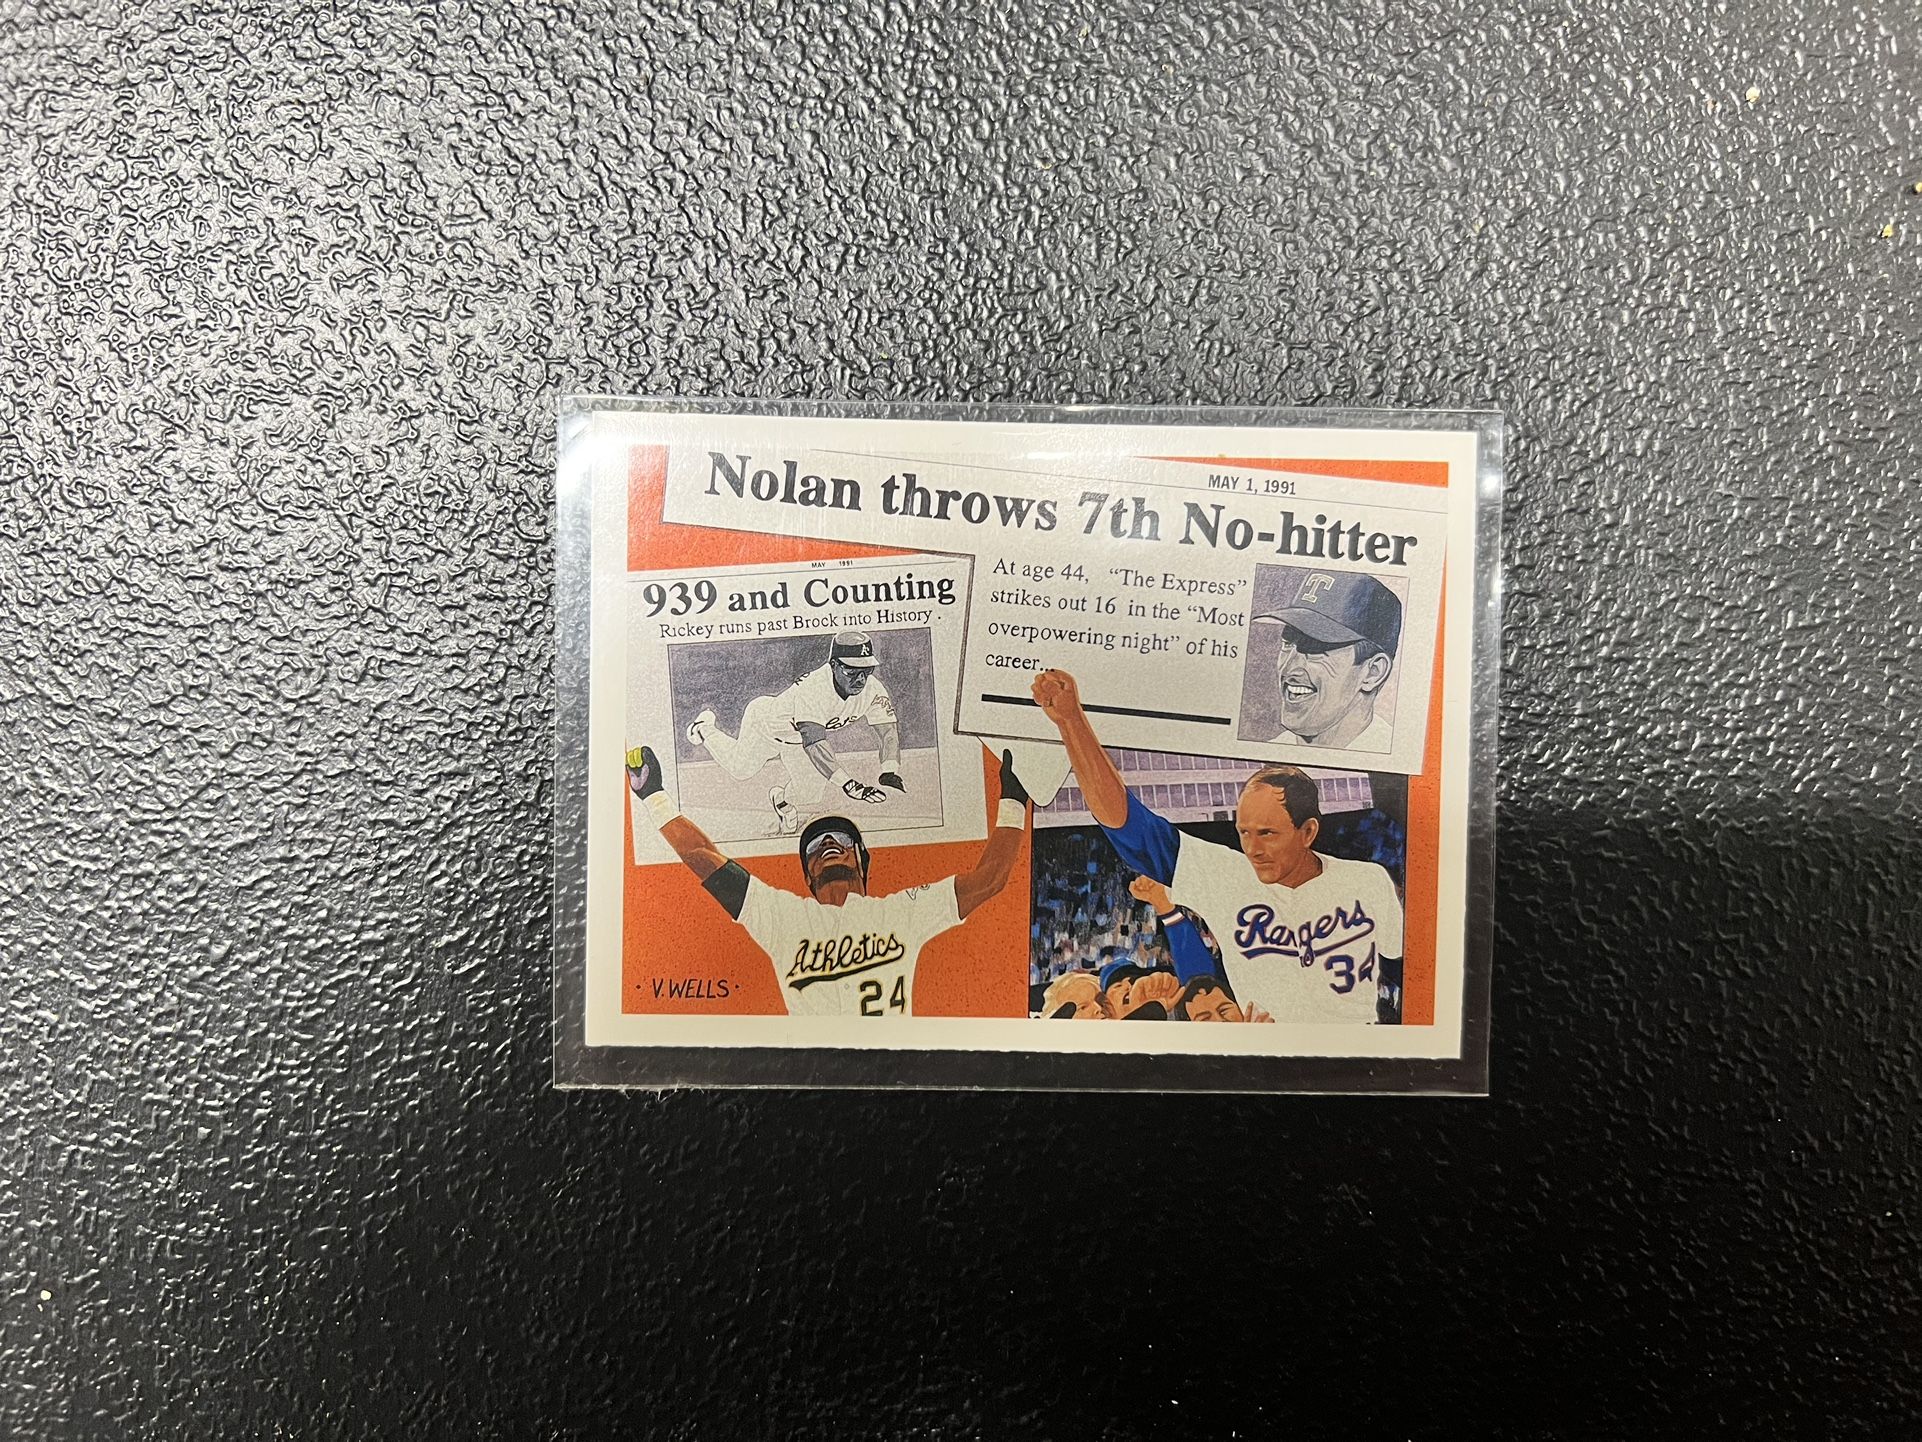 MAY 1, 1991
Nolan throws 7th No-hitter
At age 44, “The Express”
strikes out 16 in the “Most
overpowering night” of his
career...
T
MAY 1991
939 and Counting
Rickey runs past Brock into History .
A
Athletics
24
Rangers
34
· V. WELLS ·